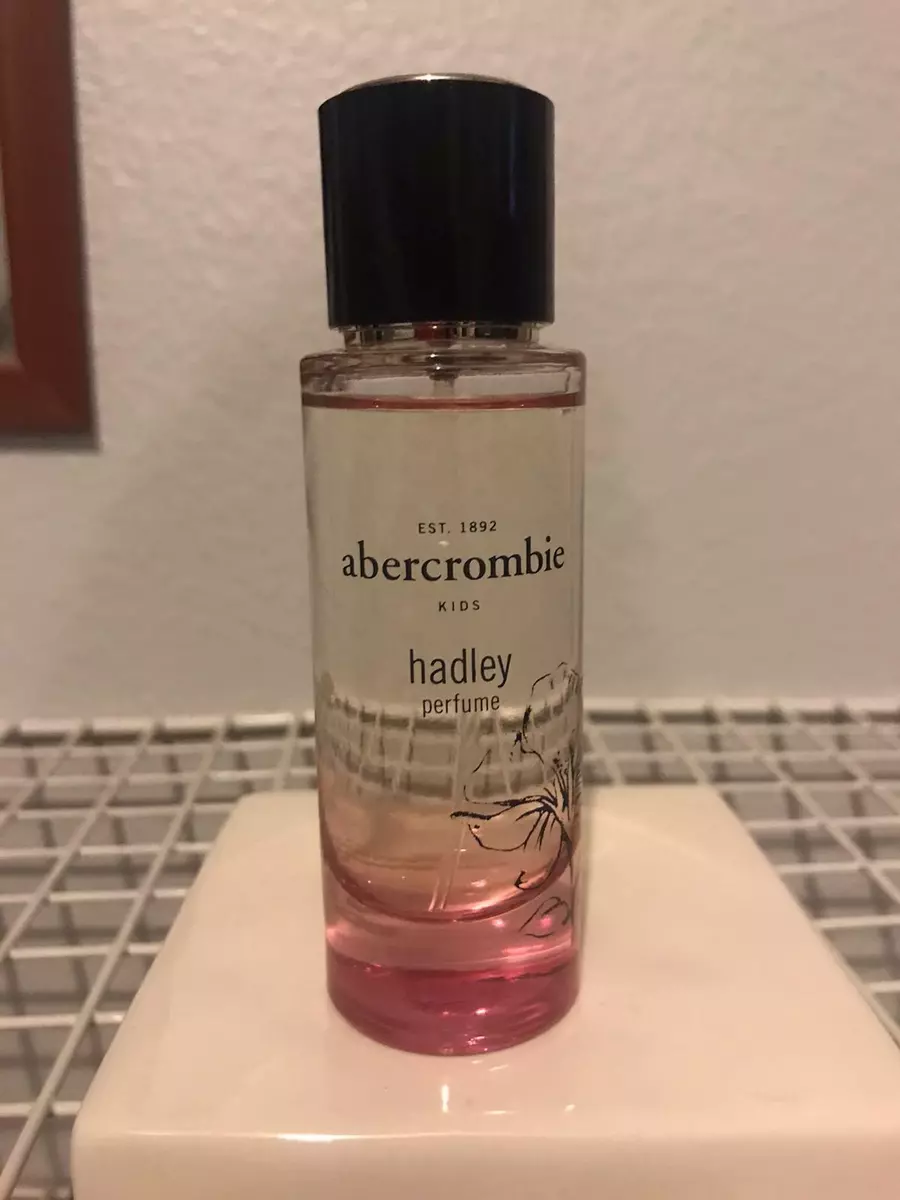 EST. 1892
abercrombie
KIDS
hadley
perfume